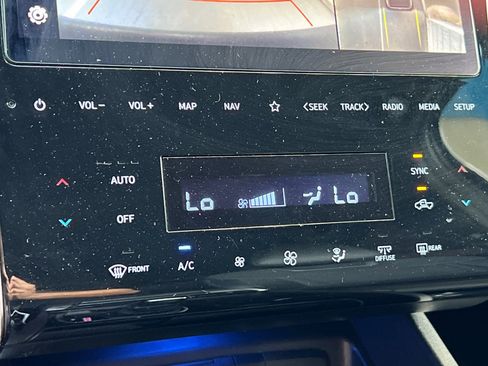 VOL− VOL+ MAP NAV ☆ <SEEK TRACK> RADIO MEDIA SETUP
AUTO SYNC
Lo Lo
OFF
FRONT A/C DIFFUSE REAR